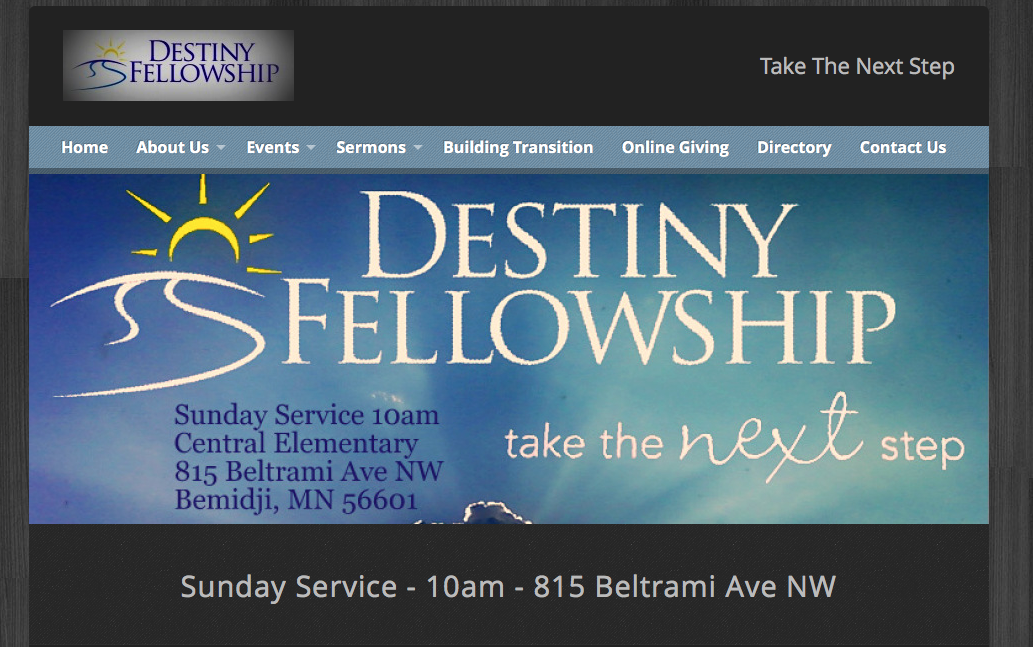 DESTINY
FELLOWSHIP
Take The Next Step
Home About Us Events Sermons Building Transition Online Giving Directory Contact Us
DESTINY
FELLOWSHIP
Sunday Service 10am
Central Elementary
815 Beltrami Ave NW
Bemidji, MN 56601
take the next step
Sunday Service - 10am - 815 Beltrami Ave NW